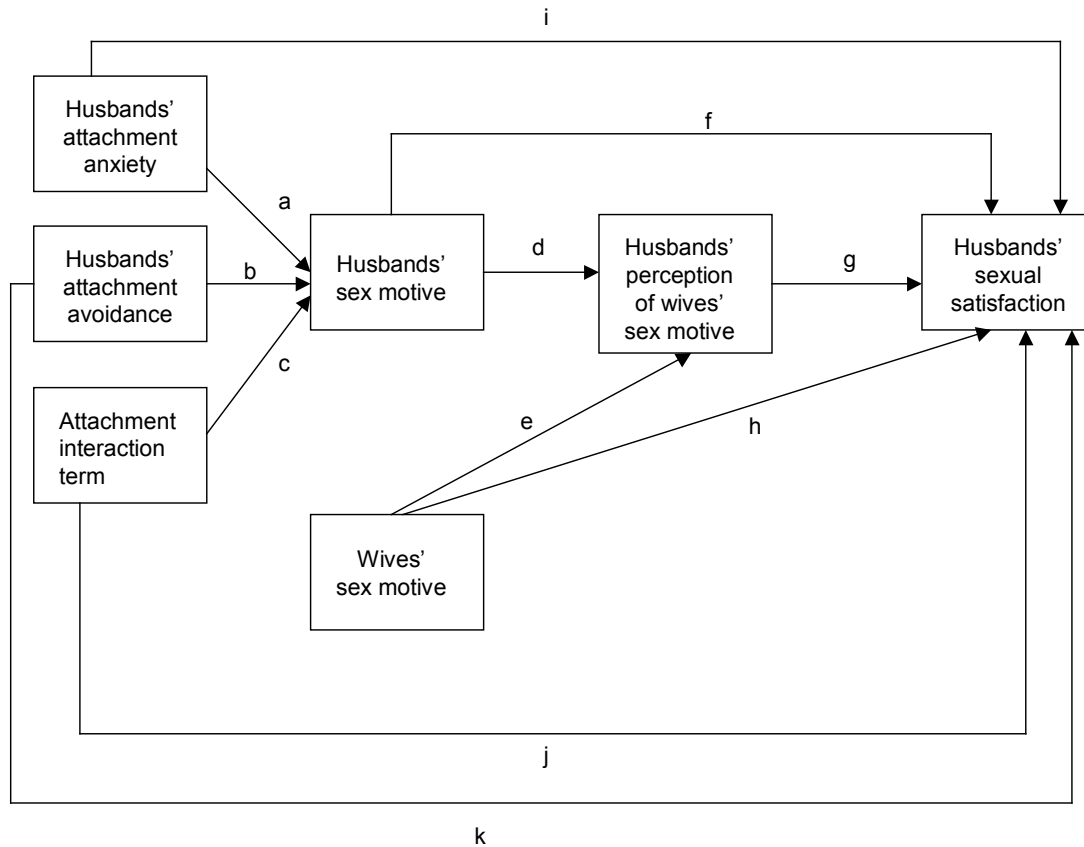 i
Husbands’
attachment
anxiety
f
a
Husbands’
attachment
avoidance
b
Husbands’
sex motive
d
Husbands’
perception
of wives’
sex motive
g
Husbands’
sexual
satisfaction
c
Attachment
interaction
term
e
h
Wives’
sex motive
j
k